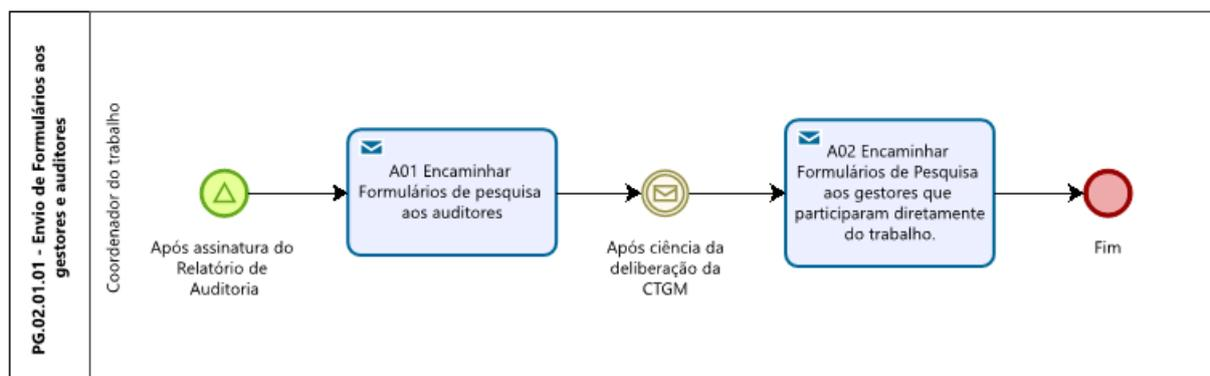 PG.02.01.01 - Envio de Formulários aos
gestores e auditores
Coordenador do trabalho
Após assinatura do
Relatório de
Auditoria
A01 Encaminhar
Formulários de pesquisa
aos auditores
Após ciência da
deliberação da
CTGM
A02 Encaminhar
Formulários de Pesquisa
aos gestores que
participaram diretamente
do trabalho.
Fim